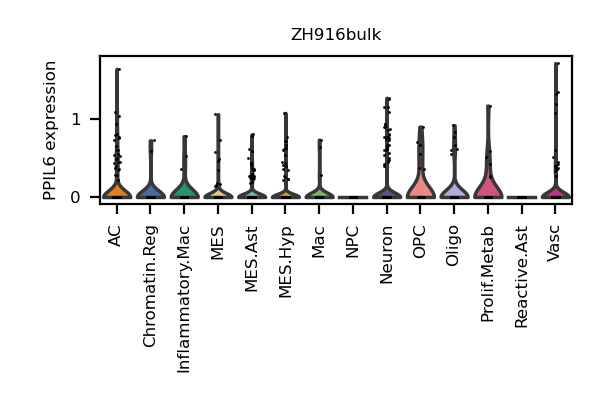 ZH916bulk
PPIL6 expression
1
0
AC
Chromatin.Reg
Inflammatory.Mac
MES
MES.Ast
MES.Hyp
Mac
NPC
Neuron
OPC
Oligo
Prolif.Metab
Reactive.Ast
Vasc